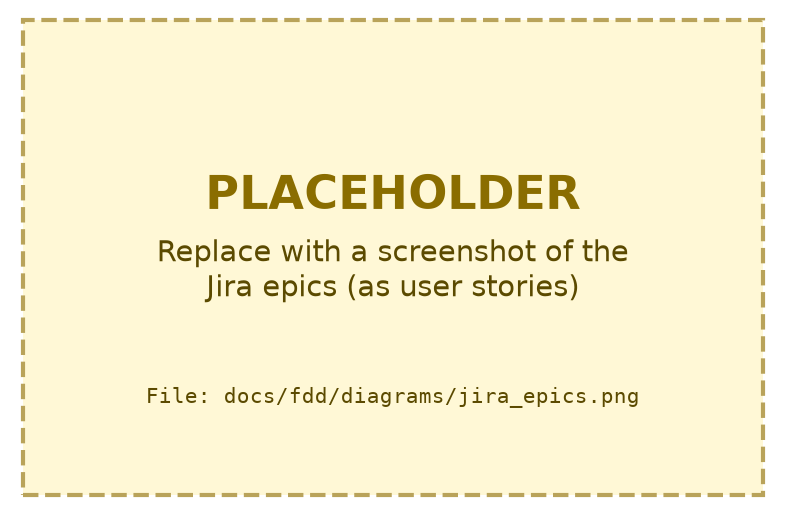 PLACEHOLDER
Replace with a screenshot of the
Jira epics (as user stories)
File: docs/fdd/diagrams/jira_epics.png